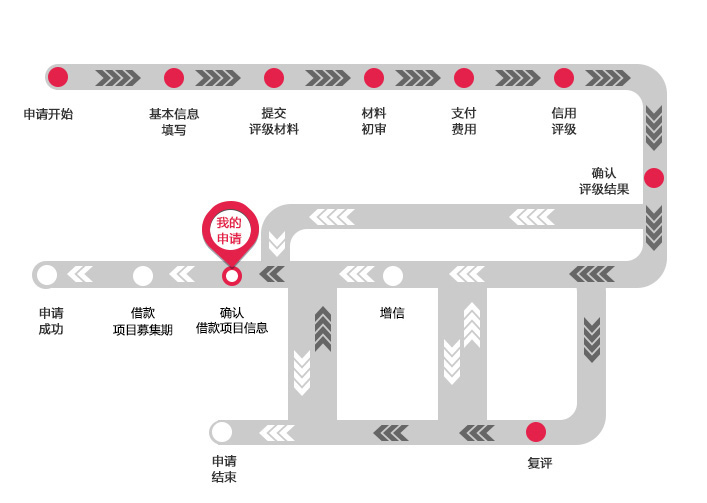 申请开始
基本信息
填写
提交
评级材料
材料
初审
支付
费用
信用
评级
确认
评级结果
我的
申请
申请
成功
借款
项目募集期
确认
借款项目信息
增信
申请
结束
复评